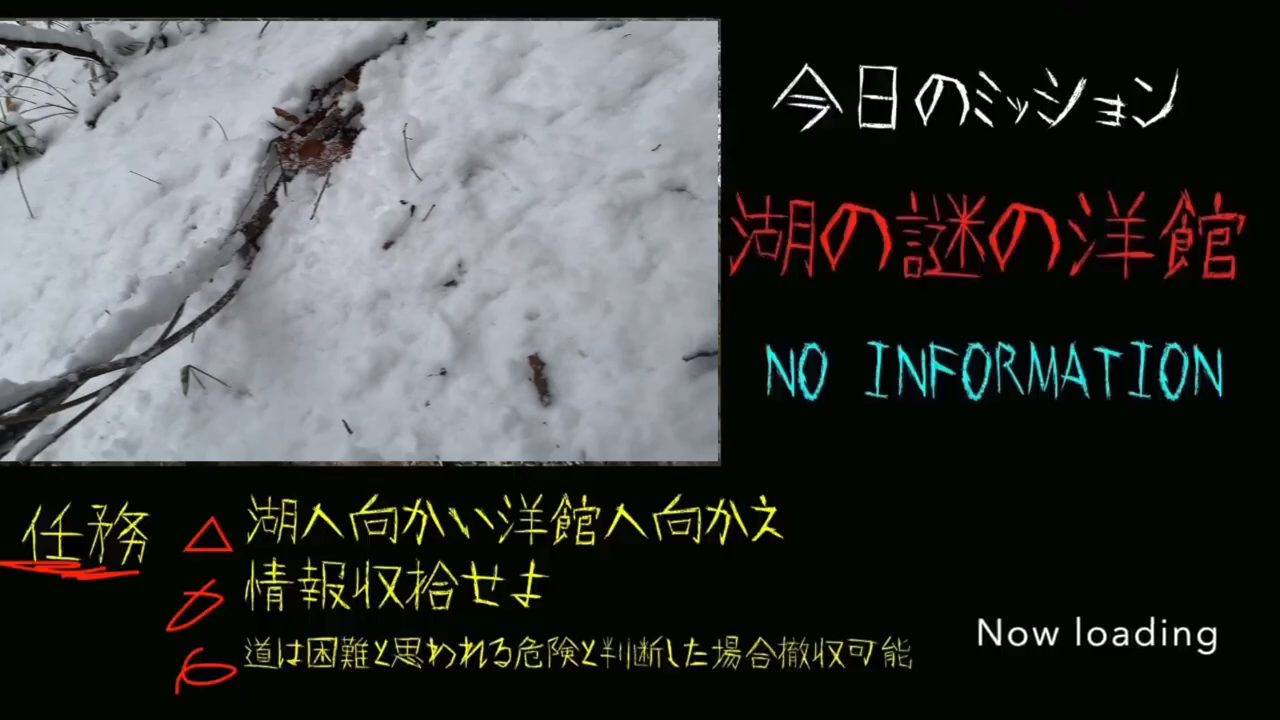 今日のミッション
湖の謎の洋館
NO INFORMATION
任務
湖へ向かい洋館へ向かえ
情報収拾せよ
道は困難と思われる危険と判断した場合撤収可能
Now loading